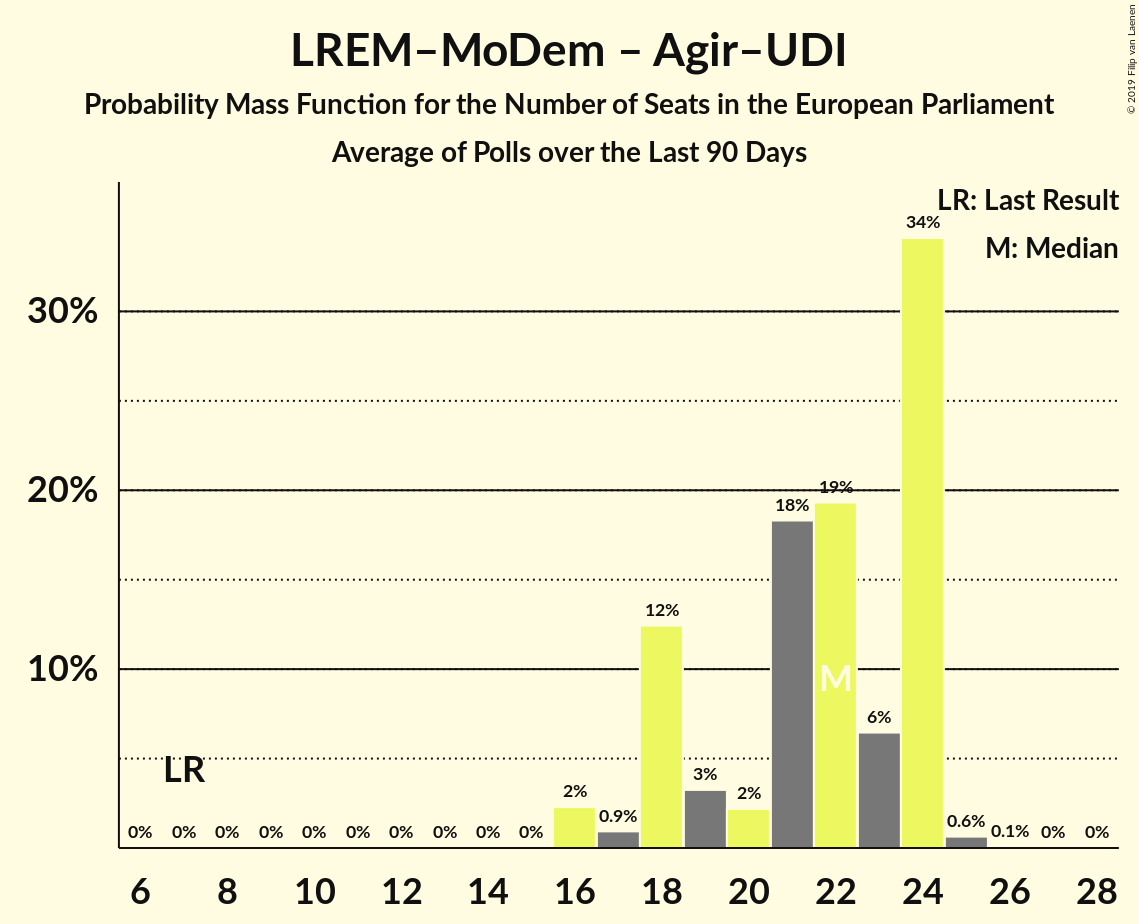 LREM–MoDem – Agir–UDI
Probability Mass Function for the Number of Seats in the European Parliament
Average of Polls over the Last 90 Days
© 2019 Filip van Laenen
LR: Last Result
M: Median
34%
30%
20%
19%
18%
12%
10%
M
6%
LR
3%
2%
2%
0.9%
0.6%
0.1%
0% 0% 0% 0% 0% 0% 0% 0% 0% 0% 0% 0%
6 8 10 12 14 16 18 20 22 24 26 28